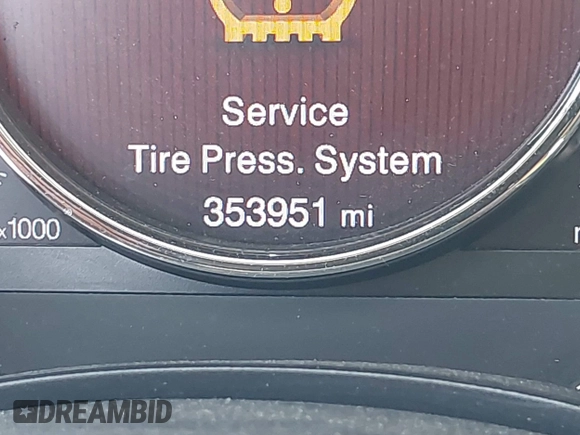 Service
Tire Press. System
353951 mi
x1000
DREAMBID